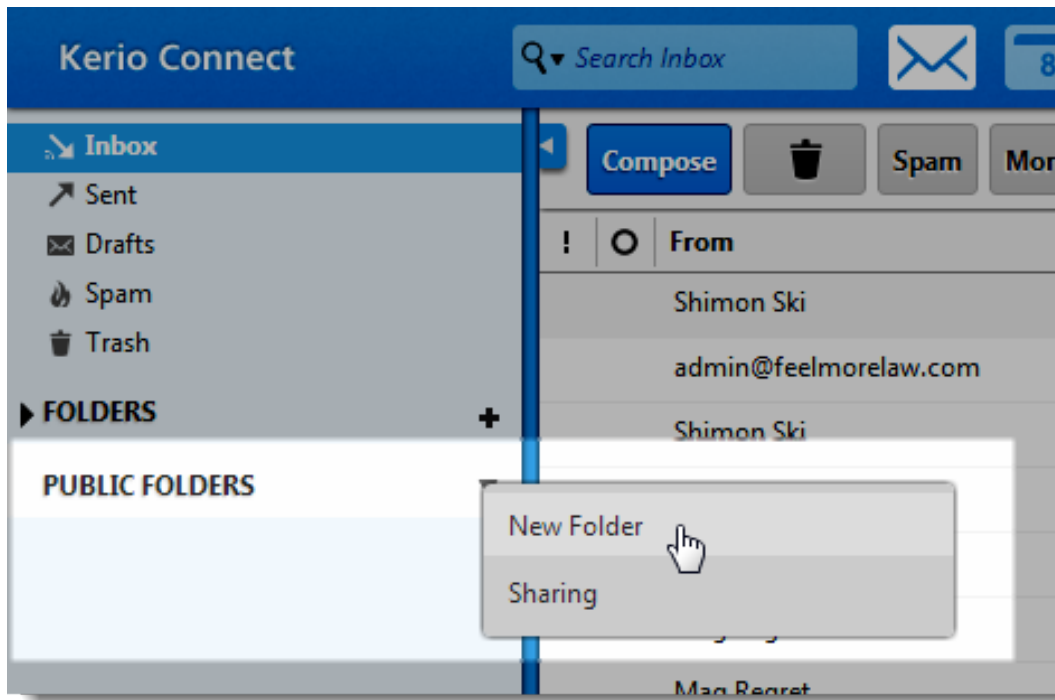 Kerio Connect
Search Inbox
8
Inbox
Sent
Drafts
Spam
Trash
FOLDERS
PUBLIC FOLDERS
Compose
Spam
Mor
! From
Shimon Ski
admin@feelmorelaw.com
Shimon Ski
New Folder
Sharing
Mag Regret